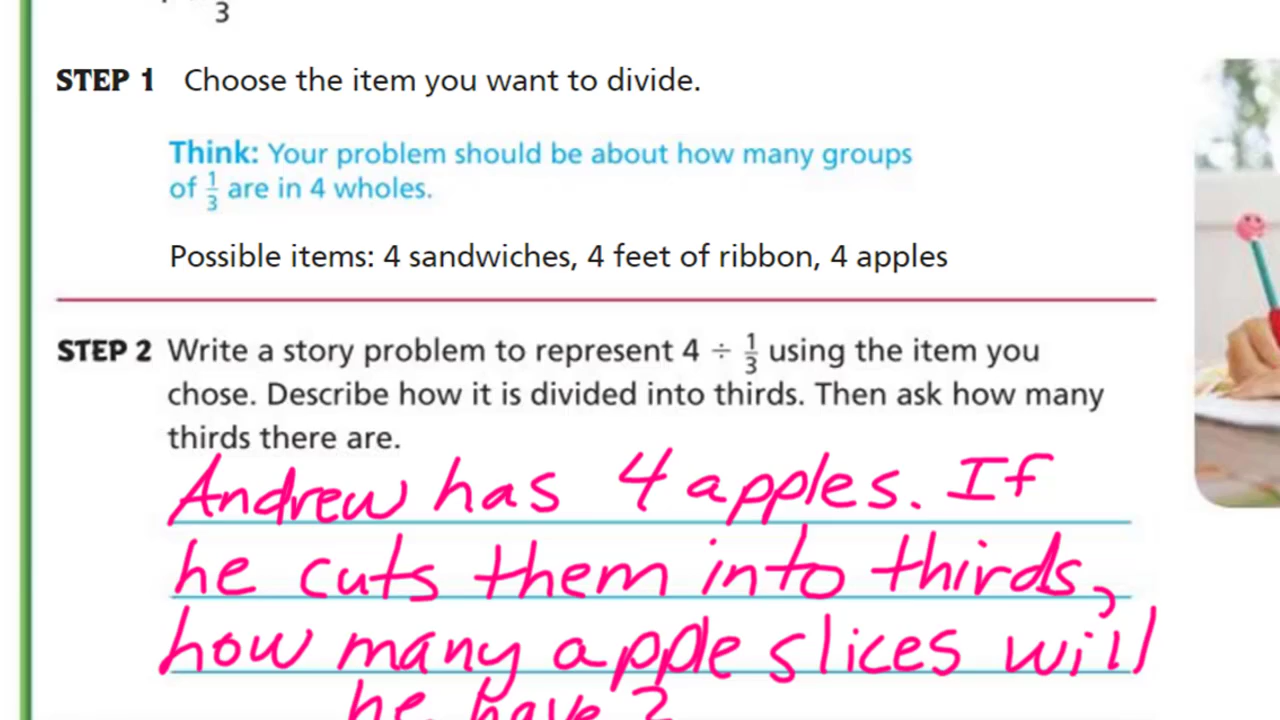 3
STEP 1 Choose the item you want to divide.
Think: Your problem should be about how many groups
of 1/3 are in 4 wholes.
Possible items: 4 sandwiches, 4 feet of ribbon, 4 apples
STEP 2 Write a story problem to represent 4 ÷ 1/3 using the item you
chose. Describe how it is divided into thirds. Then ask how many
thirds there are.
Andrew has 4 apples. If
he cuts them into thirds,
how many apple slices will
he have?